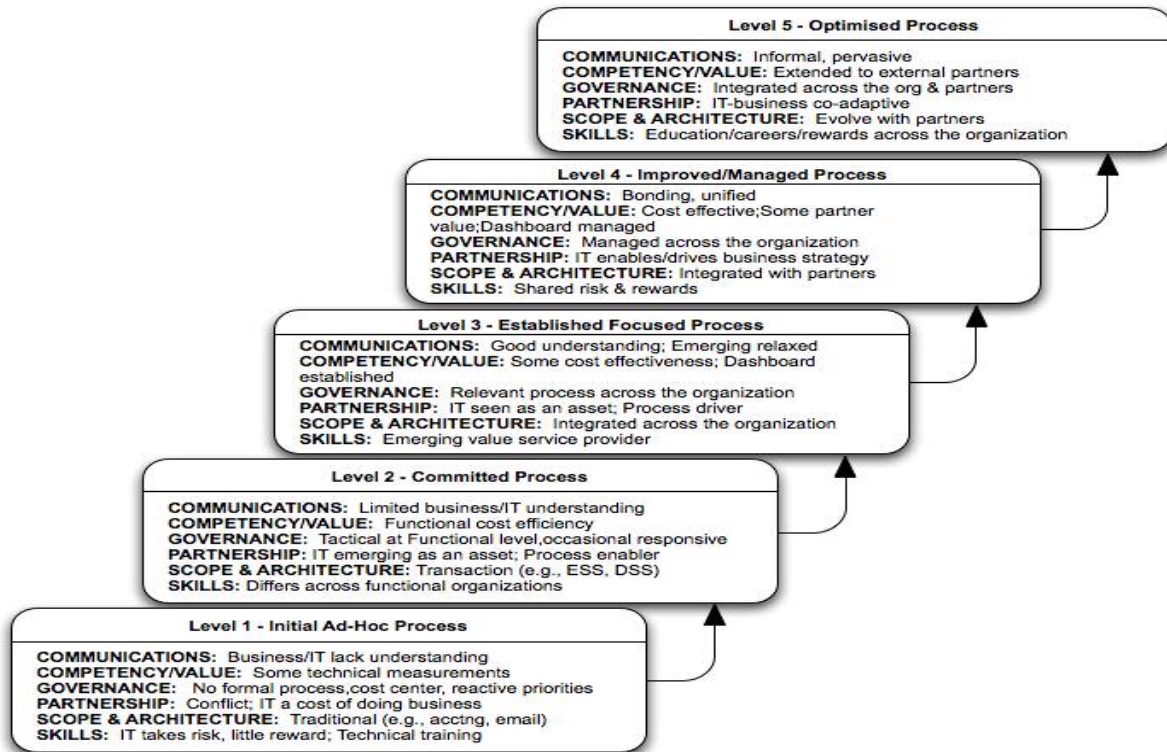 Level 5 - Optimised Process
COMMUNICATIONS: Informal, pervasive
COMPETENCY/VALUE: Extended to external partners
GOVERNANCE: Integrated across the org & partners
PARTNERSHIP: IT-business co-adaptive
SCOPE & ARCHITECTURE: Evolve with partners
SKILLS: Education/careers/rewards across the organization
Level 4 - Improved/Managed Process
COMMUNICATIONS: Bonding, unified
COMPETENCY/VALUE: Cost effective;Some partner
value;Dashboard managed
GOVERNANCE: Managed across the organization
PARTNERSHIP: IT enables/drives business strategy
SCOPE & ARCHITECTURE: Integrated with partners
SKILLS: Shared risk & rewards
Level 3 - Established Focused Process
COMMUNICATIONS: Good understanding; Emerging relaxed
COMPETENCY/VALUE: Some cost effectiveness; Dashboard
established
GOVERNANCE: Relevant process across the organization
PARTNERSHIP: IT seen as an asset; Process driver
SCOPE & ARCHITECTURE: Integrated across the organization
SKILLS: Emerging value service provider
Level 2 - Committed Process
COMMUNICATIONS: Limited business/IT understanding
COMPETENCY/VALUE: Functional cost efficiency
GOVERNANCE: Tactical at Functional level,occasional responsive
PARTNERSHIP: IT emerging as an asset; Process enabler
SCOPE & ARCHITECTURE: Transaction (e.g., ESS, DSS)
SKILLS: Differs across functional organizations
Level 1 - Initial Ad-Hoc Process
COMMUNICATIONS: Business/IT lack understanding
COMPETENCY/VALUE: Some technical measurements
GOVERNANCE: No formal process,cost center, reactive priorities
PARTNERSHIP: Conflict; IT a cost of doing business
SCOPE & ARCHITECTURE: Traditional (e.g., acctng, email)
SKILLS: IT takes risk, little reward; Technical training